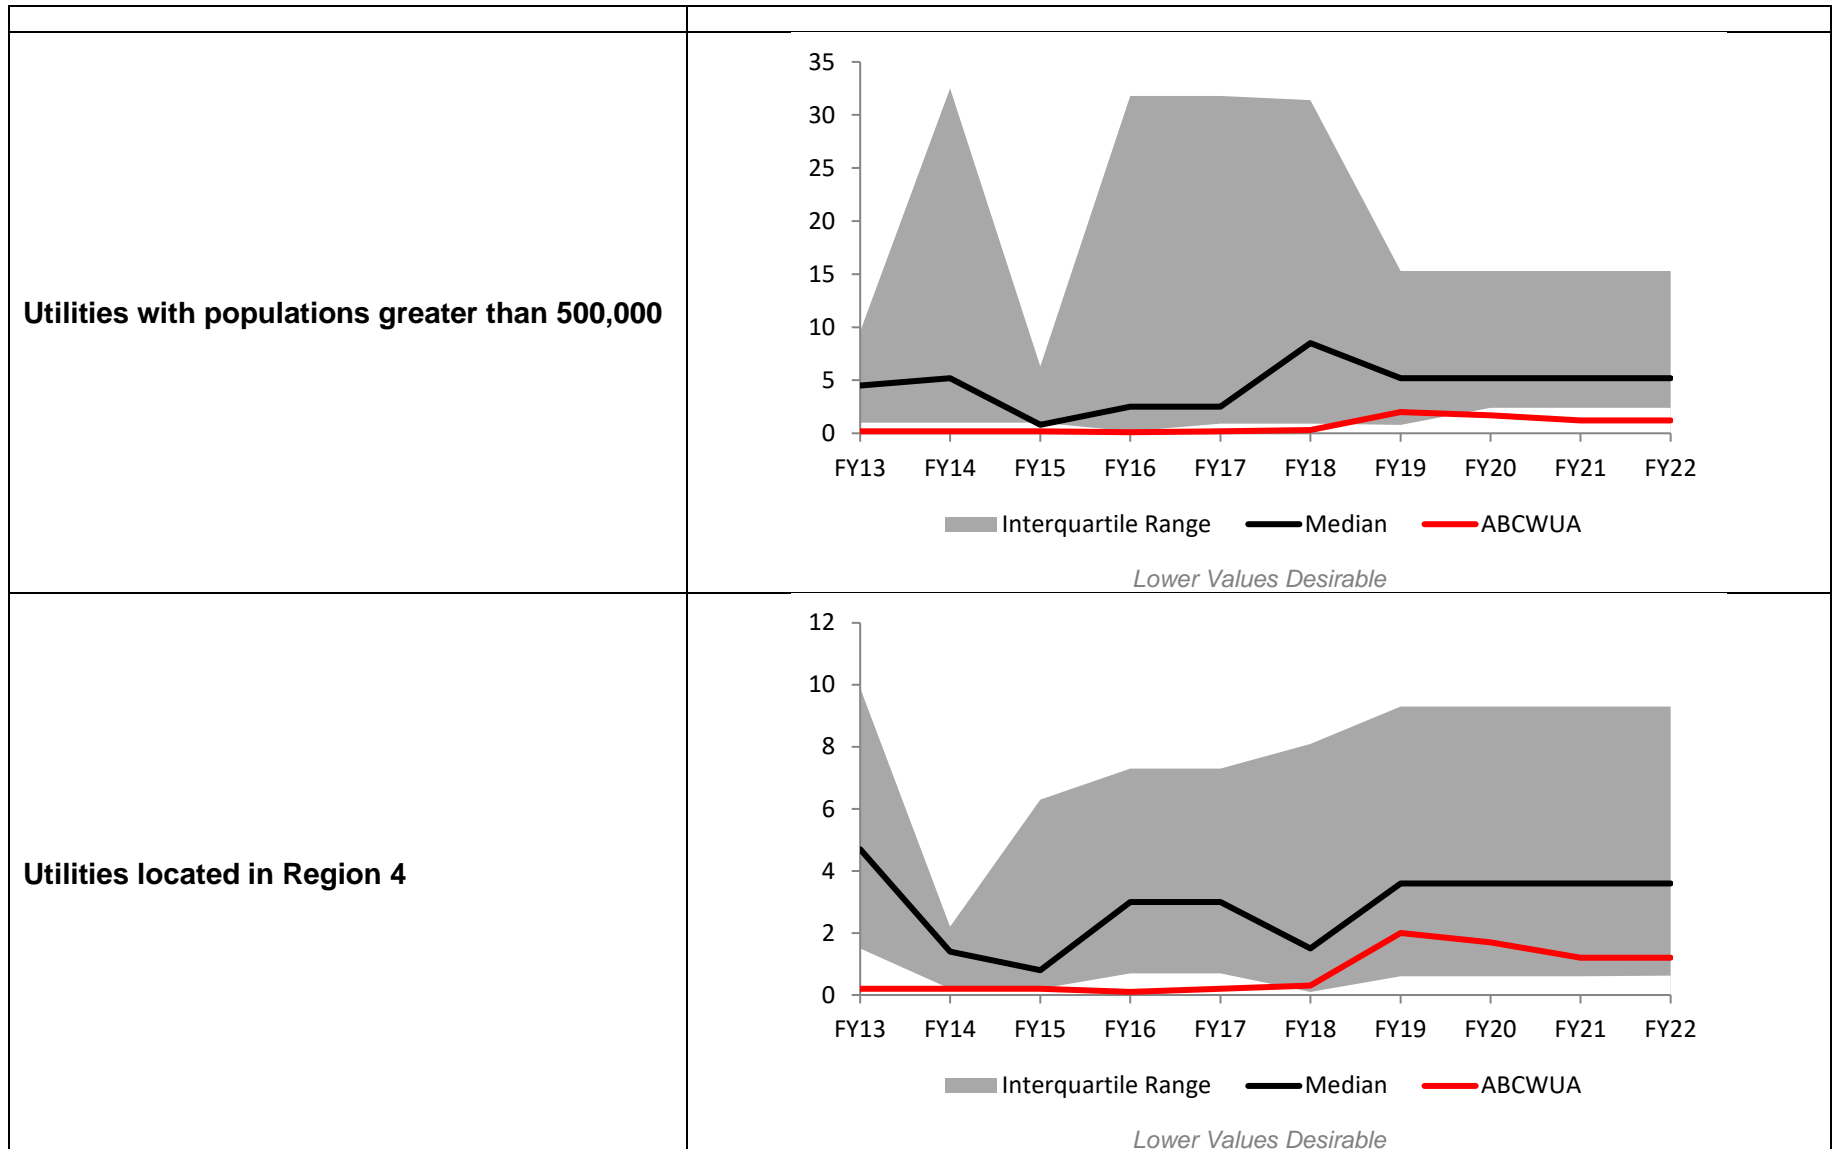 Utilities with populations greater than 500,000
35
30
25
20
15
10
5
0
FY13 FY14 FY15 FY16 FY17 FY18 FY19 FY20 FY21 FY22
Interquartile Range Median ABCWUA
Lower Values Desirable
Utilities located in Region 4
12
10
8
6
4
2
0
FY13 FY14 FY15 FY16 FY17 FY18 FY19 FY20 FY21 FY22
Interquartile Range Median ABCWUA
Lower Values Desirable